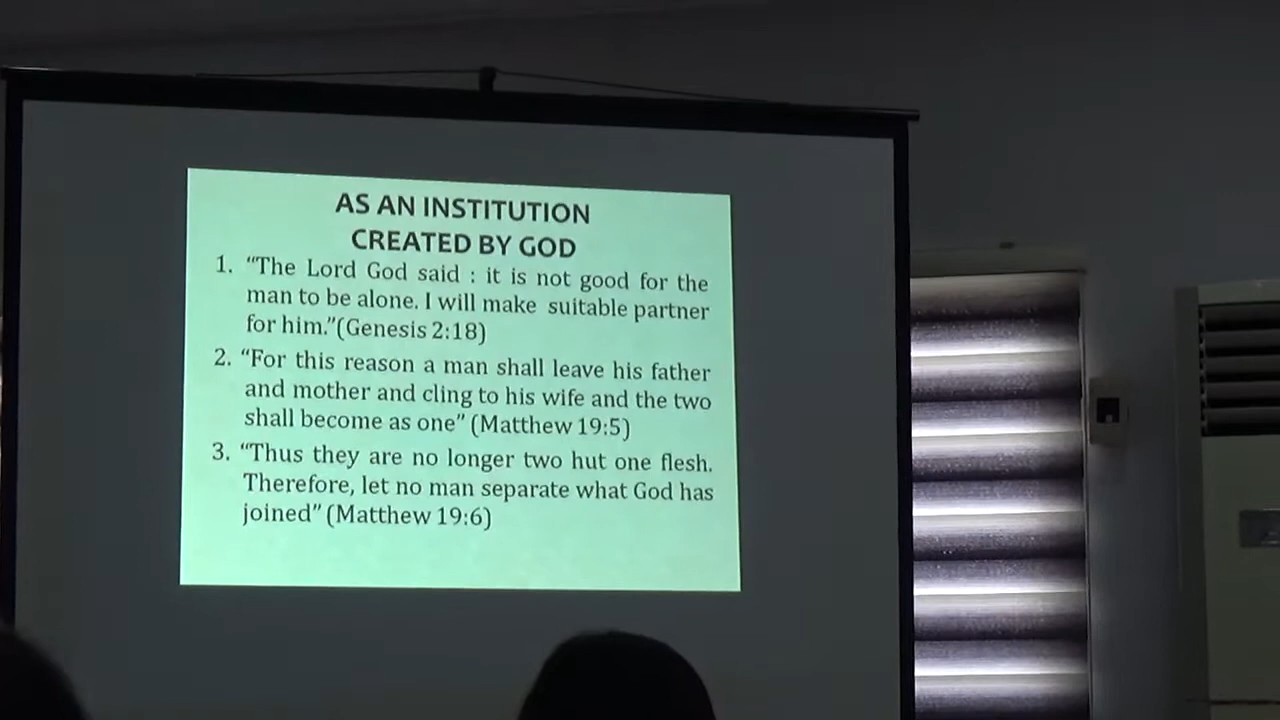 AS AN INSTITUTION
CREATED BY GOD
1. “The Lord God said : it is not good for the
man to be alone. I will make suitable partner
for him.”(Genesis 2:18)
2. “For this reason a man shall leave his father
and mother and cling to his wife and the two
shall become as one” (Matthew 19:5)
3. “Thus they are no longer two hut one flesh.
Therefore, let no man separate what God has
joined” (Matthew 19:6)